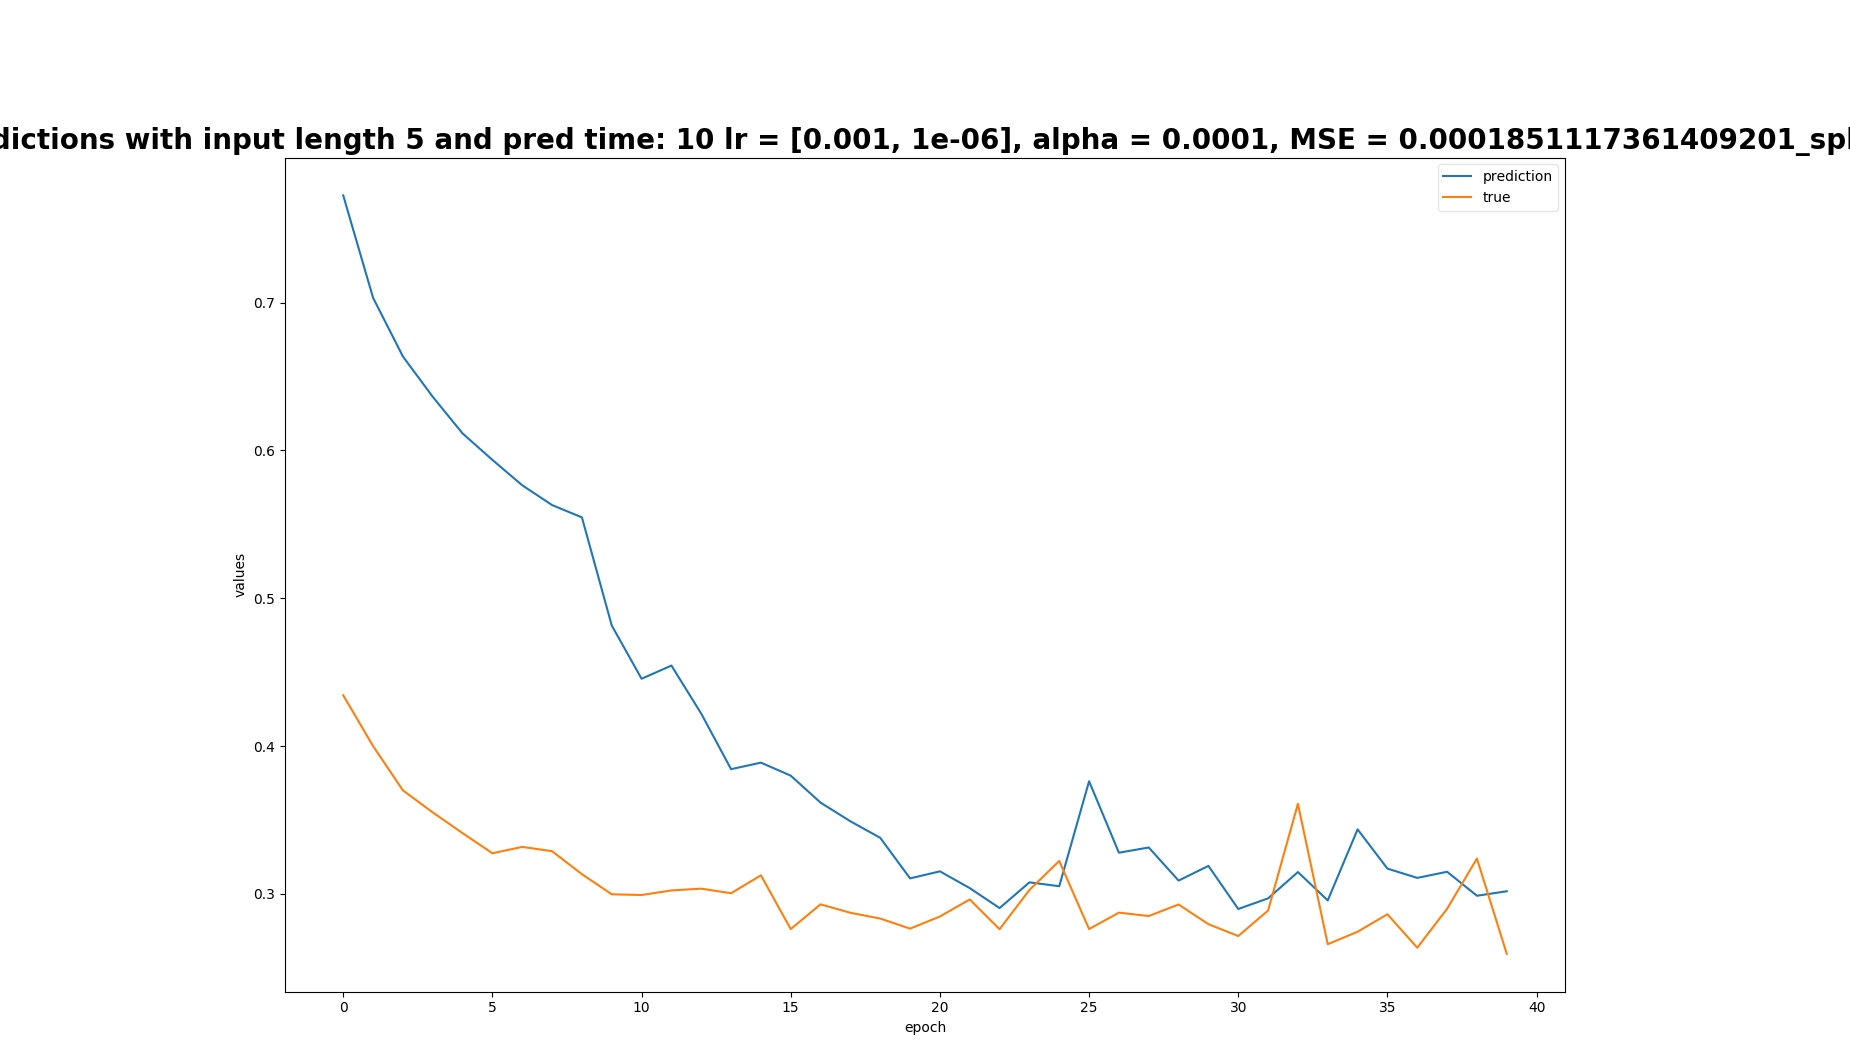 dictions with input length 5 and pred time: 10 lr = [0.001, 1e-06], alpha = 0.0001, MSE = 0.0001851117361409201_spl
prediction
true
0.7
0.6
0.5
0.4
0.3
values
0 5 10 15 20 25 30 35 40
epoch